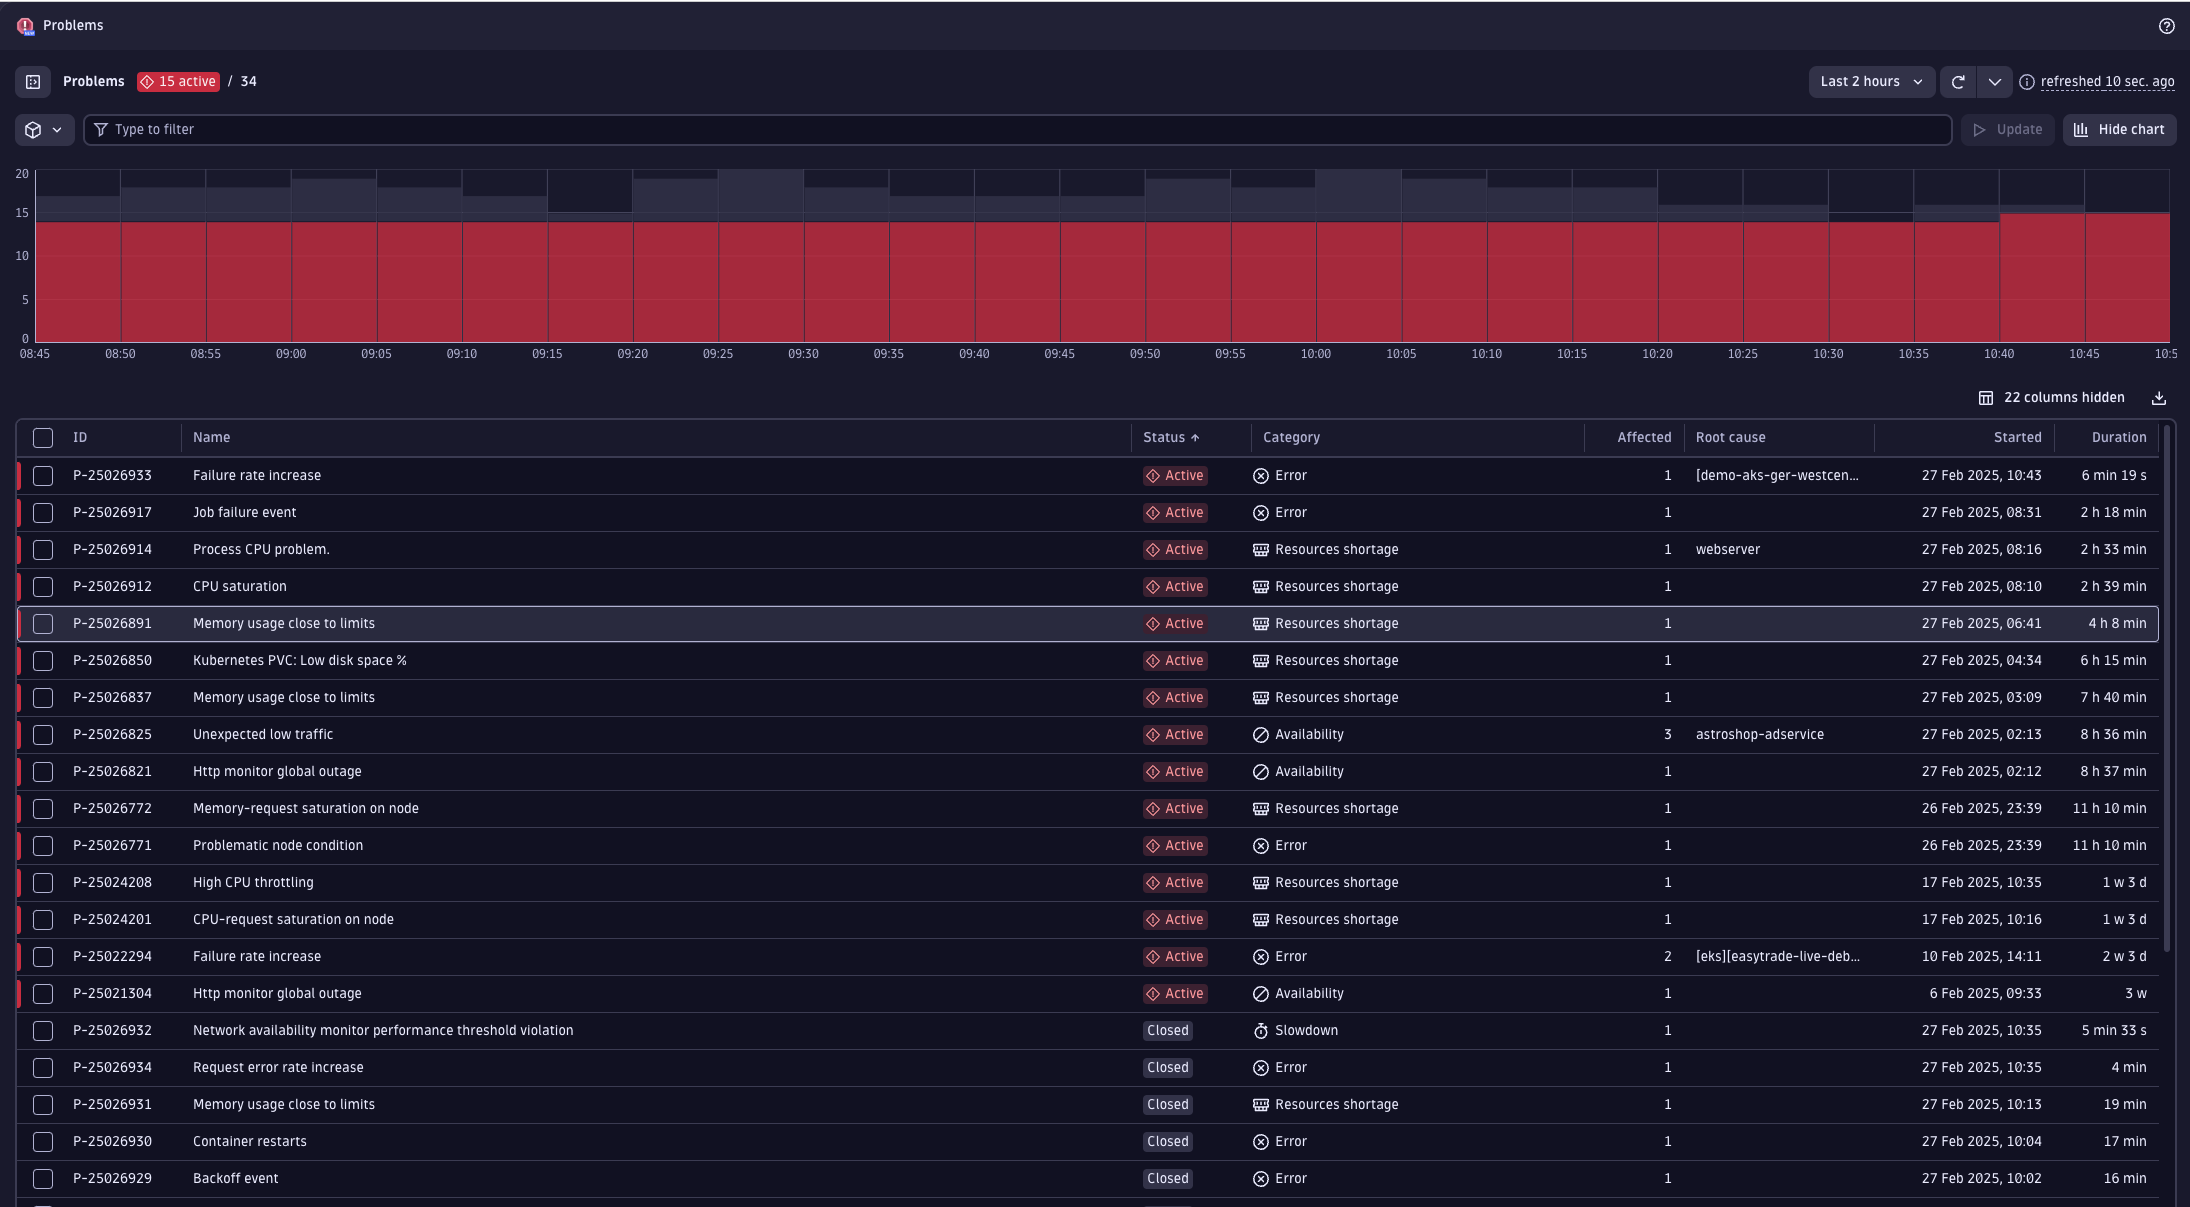 Problems
Problems 15 active / 34 Last 2 hours refreshed 10 sec. ago
Type to filter Update Hide chart
20
15
10
5
0
08:45 08:50 08:55 09:00 09:05 09:10 09:15 09:20 09:25 09:30 09:35 09:40 09:45 09:50 09:55 10:00 10:05 10:10 10:15 10:20 10:25 10:30 10:35 10:40 10:45 10:5
22 columns hidden
ID Name Status Category Affected Root cause Started Duration
P-25026933 Failure rate increase Active Error 1 [demo-aks-ger-westcen... 27 Feb 2025, 10:43 6 min 19 s
P-25026917 Job failure event Active Error 1 27 Feb 2025, 08:31 2 h 18 min
P-25026914 Process CPU problem. Active Resources shortage 1 webserver 27 Feb 2025, 08:16 2 h 33 min
P-25026912 CPU saturation Active Resources shortage 1 27 Feb 2025, 08:10 2 h 39 min
P-25026891 Memory usage close to limits Active Resources shortage 1 27 Feb 2025, 06:41 4 h 8 min
P-25026850 Kubernetes PVC: Low disk space % Active Resources shortage 1 27 Feb 2025, 04:34 6 h 15 min
P-25026837 Memory usage close to limits Active Resources shortage 1 27 Feb 2025, 03:09 7 h 40 min
P-25026825 Unexpected low traffic Active Availability 3 astroshop-adservice 27 Feb 2025, 02:13 8 h 36 min
P-25026821 Http monitor global outage Active Availability 1 27 Feb 2025, 02:12 8 h 37 min
P-25026772 Memory-request saturation on node Active Resources shortage 1 26 Feb 2025, 23:39 11 h 10 min
P-25026771 Problematic node condition Active Error 1 26 Feb 2025, 23:39 11 h 10 min
P-25024208 High CPU throttling Active Resources shortage 1 17 Feb 2025, 10:35 1 w 3 d
P-25024201 CPU-request saturation on node Active Resources shortage 1 17 Feb 2025, 10:16 1 w 3 d
P-25022294 Failure rate increase Active Error 2 [eks][easytrade-live-deb... 10 Feb 2025, 14:11 2 w 3 d
P-25021304 Http monitor global outage Active Availability 1 6 Feb 2025, 09:33 3 w
P-25026932 Network availability monitor performance threshold violation Closed Slowdown 1 27 Feb 2025, 10:35 5 min 33 s
P-25026934 Request error rate increase Closed Error 1 27 Feb 2025, 10:35 4 min
P-25026931 Memory usage close to limits Closed Resources shortage 1 27 Feb 2025, 10:13 19 min
P-25026930 Container restarts Closed Error 1 27 Feb 2025, 10:04 17 min
P-25026929 Backoff event Closed Error 1 27 Feb 2025, 10:02 16 min